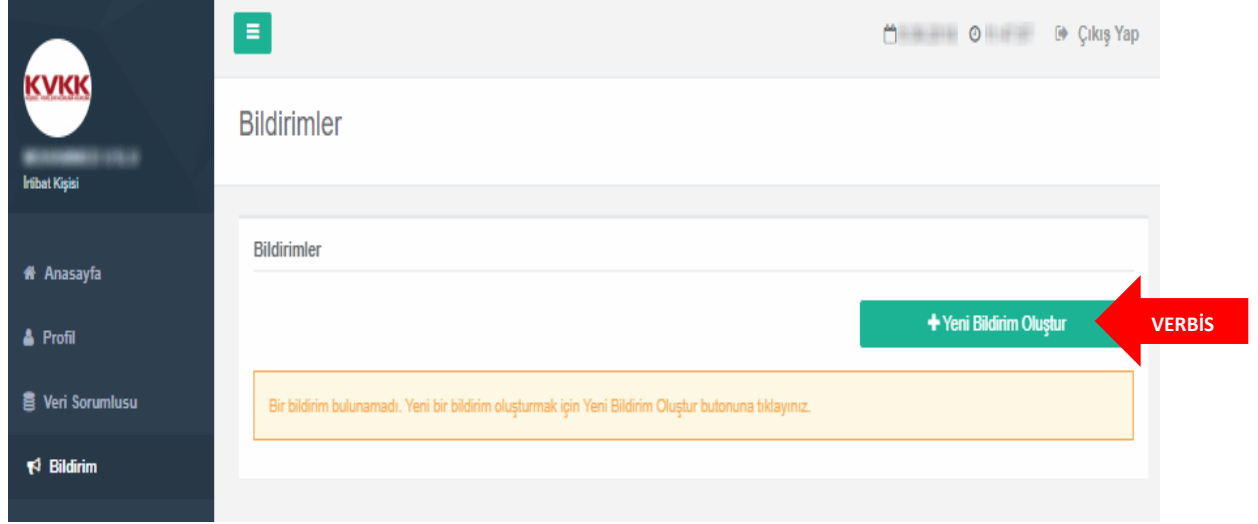 Çıkış Yap
KVKK
İrtibat Kişisi
Bildirimler
Bildirimler
Anasayfa
Yeni Bildirim Oluştur
VERBİS
Profil
Veri Sorumlusu
Bir bildirim bulunamadı. Yeni bir bildirim oluşturmak için Yeni Bildirim Oluştur butonuna tıklayınız.
Bildirim